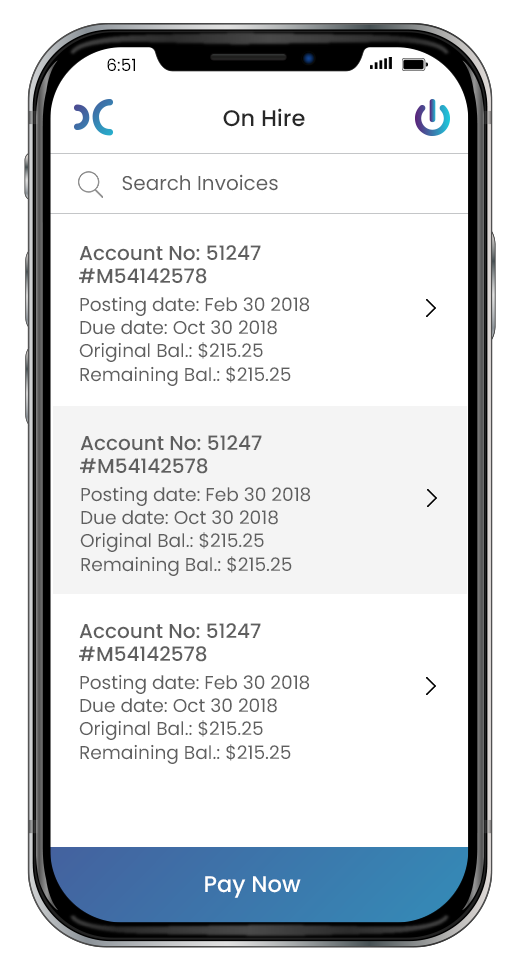 6:51
On Hire
Search Invoices
Account No: 51247
#M54142578
Posting date: Feb 30 2018
Due date: Oct 30 2018
Original Bal.: $215.25
Remaining Bal.: $215.25
Account No: 51247
#M54142578
Posting date: Feb 30 2018
Due date: Oct 30 2018
Original Bal.: $215.25
Remaining Bal.: $215.25
Account No: 51247
#M54142578
Posting date: Feb 30 2018
Due date: Oct 30 2018
Original Bal.: $215.25
Remaining Bal.: $215.25
Pay Now